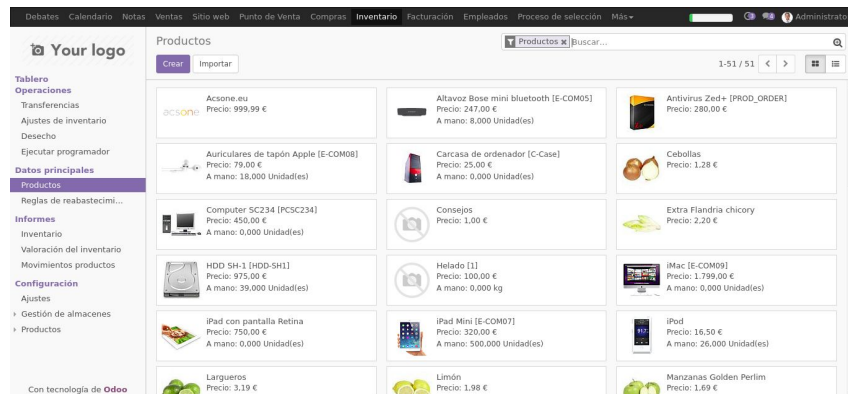 Debates Calendario Notas Ventas Sitio web Punto de Venta Compras Inventario Facturación Empleados Proceso de selección Más Administrato
Your logo
Productos
Productos x Buscar...
Crear Importar
1-51 / 51
Tablero
Operaciones
Transferencias
Ajustes de inventario
Desecho
Ejecutar programador
Datos principales
Productos
Reglas de reabastecimi...
Informes
Inventario
Valoración del inventario
Movimientos productos
Configuración
Ajustes
Gestión de almacenes
Productos
Con tecnología de Odoo
acsone
Acsone.eu
Precio: 999,99 €
Altavoz Bose mini bluetooth [E-COM05]
Precio: 247,00 €
A mano: 8,000 Unidad(es)
Antivirus Zed+ [PROD_ORDER]
Precio: 280,00 €
Auriculares de tapón Apple [E-COM08]
Precio: 79,00 €
A mano: 18,000 Unidad(es)
Carcasa de ordenador [C-Case]
Precio: 25,00 €
A mano: 0,000 Unidad(es)
Cebollas
Precio: 1,28 €
Computer SC234 [PCSC234]
Precio: 450,00 €
A mano: 0,000 Unidad(es)
Consejos
Precio: 1,00 €
Extra Flandria chicory
Precio: 2,20 €
HDD SH-1 [HDD-SH1]
Precio: 975,00 €
A mano: 39,000 Unidad(es)
Helado [1]
Precio: 100,00 €
A mano: 0,000 kg
iMac [E-COM09]
Precio: 1.799,00 €
A mano: 0,000 Unidad(es)
iPad con pantalla Retina
Precio: 750,00 €
A mano: 0,000 Unidad(es)
iPad Mini [E-COM07]
Precio: 320,00 €
A mano: 500,000 Unidad(es)
iPod
Precio: 16,50 €
A mano: 26,000 Unidad(es)
Largueros
Precio: 3,19 €
Limón
Precio: 1,98 €
Manzanas Golden Perlim
Precio: 1,69 €